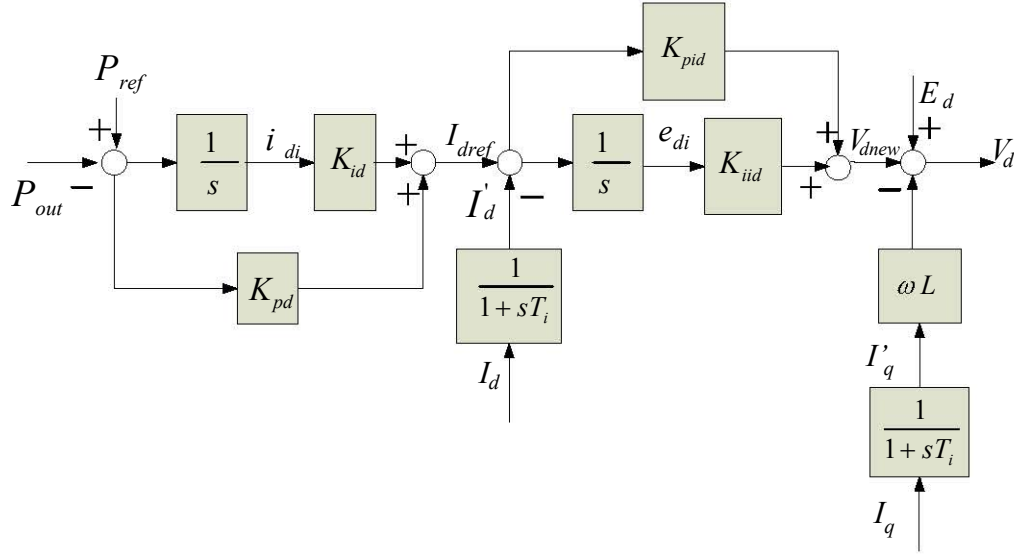 P_ref
+
P_out
−
1/s
i_di
K_id
+
+
K_pd
I_dref
I'_d
−
1/(1 + sT_i)
I_d
K_pid
1/s
e_di
K_iid
+
+
V_dnew
E_d
+
−
V_d
ω L
I'_q
1/(1 + sT_i)
I_q